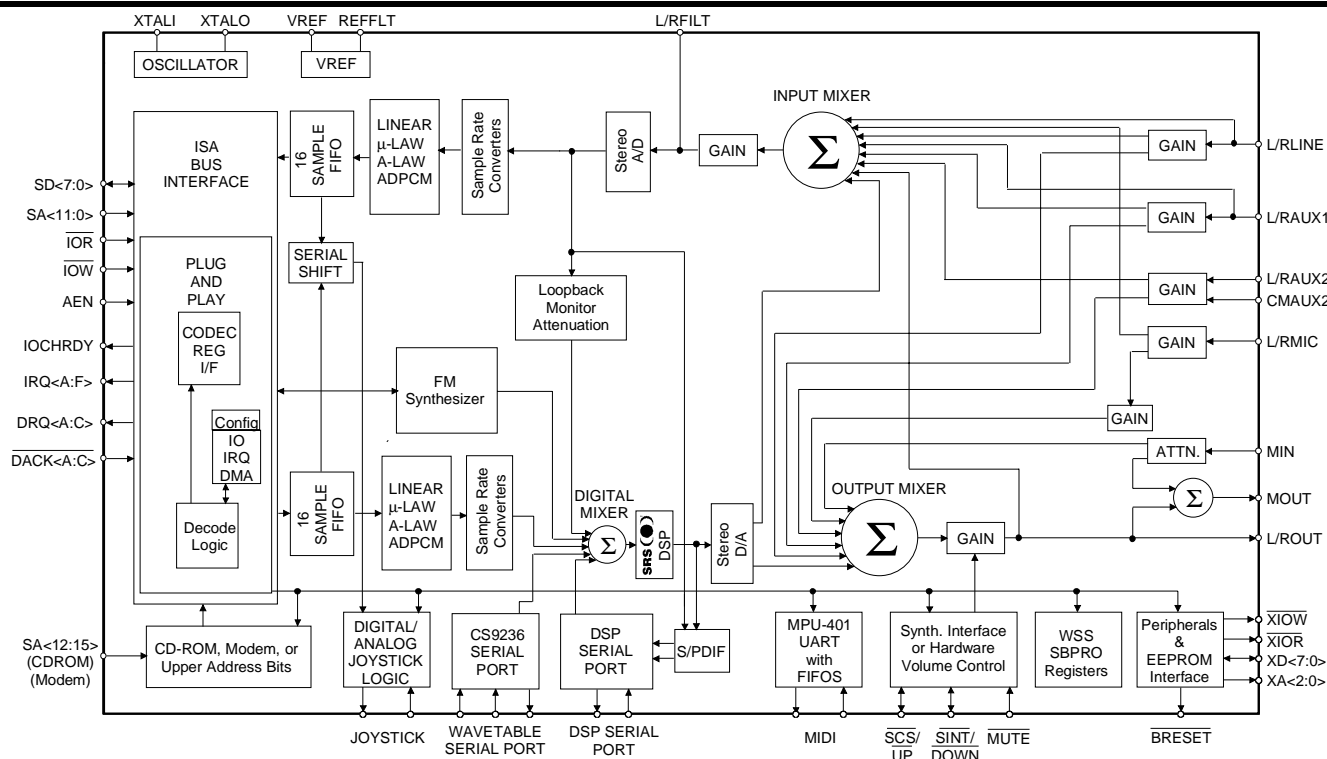 XTALI XTALO VREF REFFLT L/RFILT
OSCILLATOR
VREF
INPUT MIXER
Σ
ISA
BUS
INTERFACE
16
SAMPLE
FIFO
LINEAR
μ-LAW
A-LAW
ADPCM
Sample Rate
Converters
Stereo
A/D
GAIN
GAIN
L/RLINE
GAIN
L/RAUX1
GAIN
L/RAUX2
CMAUX2
GAIN
L/RMIC
GAIN
SD<7:0>
SA<11:0>
IOR
IOW
AEN
IOCHRDY
IRQ<A:F>
DRQ<A:C>
DACK<A:C>
PLUG
AND
PLAY
CODEC
REG
I/F
Config
IO
IRQ
DMA
Decode
Logic
SERIAL
SHIFT
Loopback
Monitor
Attenuation
FM
Synthesizer
16
SAMPLE
FIFO
LINEAR
μ-LAW
A-LAW
ADPCM
Sample Rate
Converters
DIGITAL
MIXER
Σ
SRS
DSP
Stereo
D/A
OUTPUT MIXER
Σ
GAIN
ATTN.
MIN
Σ
MOUT
L/ROUT
SA<12:15>
(CDROM)
(Modem)
CD-ROM, Modem, or
Upper Address Bits
DIGITAL/
ANALOG
JOYSTICK
LOGIC
CS9236
SERIAL
PORT
DSP
SERIAL
PORT
S/PDIF
MPU-401
UART
with
FIFOS
Synth. Interface
or Hardware
Volume Control
WSS
SBPRO
Registers
Peripherals
&
EEPROM
Interface
XIOW
XIOR
XD<7:0>
XA<2:0>
JOYSTICK
WAVETABLE
SERIAL PORT
DSP SERIAL
PORT
MIDI
SCS/
UP
SINT/
DOWN
MUTE
BRESET